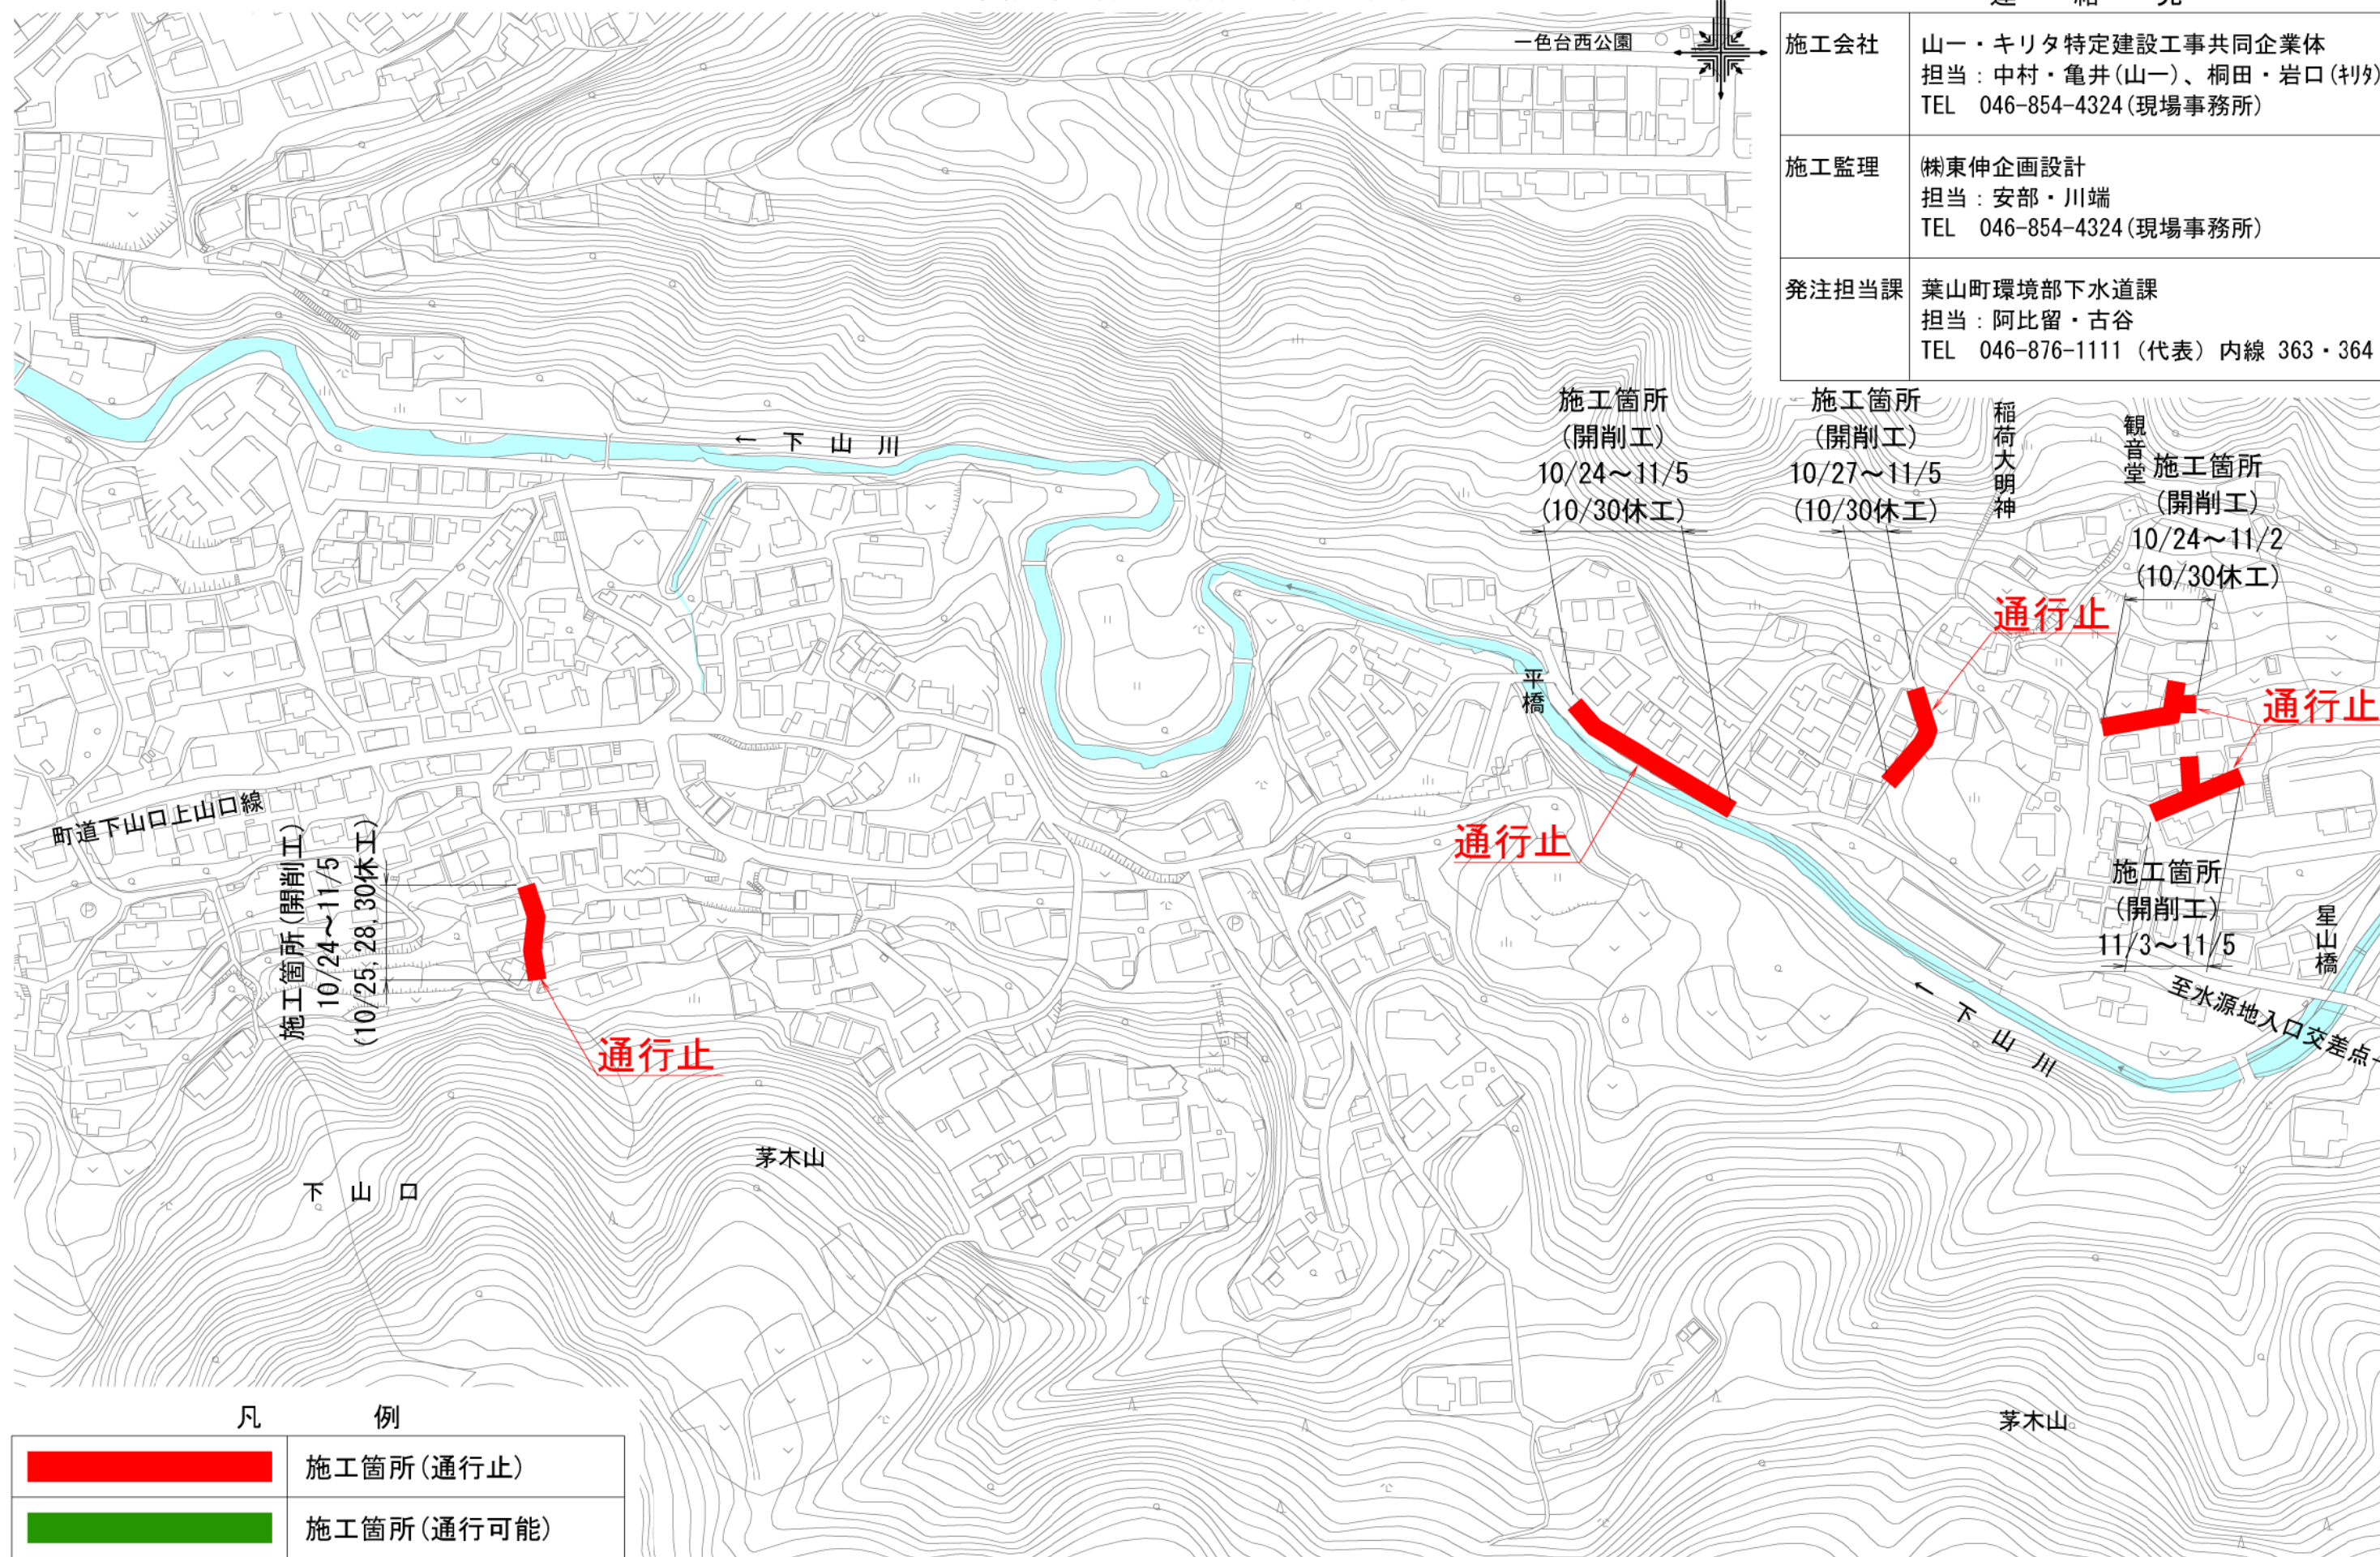 連絡先
施工会社
山一・キリタ特定建設工事共同企業体
担当：中村・亀井(山一)、桐田・岩口(ｷﾘﾀ)
TEL 046-854-4324(現場事務所)
施工監理
㈱東伸企画設計
担当：安部・川端
TEL 046-854-4324(現場事務所)
発注担当課
葉山町環境部下水道課
担当：阿比留・古谷
TEL 046-876-1111（代表）内線 363・364
一色台西公園
← 下山川
施工箇所
(開削工)
10/24～11/5
(10/30休工)
施工箇所
(開削工)
10/27～11/5
(10/30休工)
稲荷大明神
観音堂
施工箇所
(開削工)
10/24～11/2
(10/30休工)
通行止
通行止
平橋
通行止
町道下山口上山口線
施工箇所(開削工)
10/24～11/5
(10/25,28,30休工)
通行止
施工箇所
(開削工)
11/3～11/5
星山橋
至水源地入口交差点→
← 下山川
茅木山
下山口
茅木山
凡例
施工箇所(通行止)
施工箇所(通行可能)